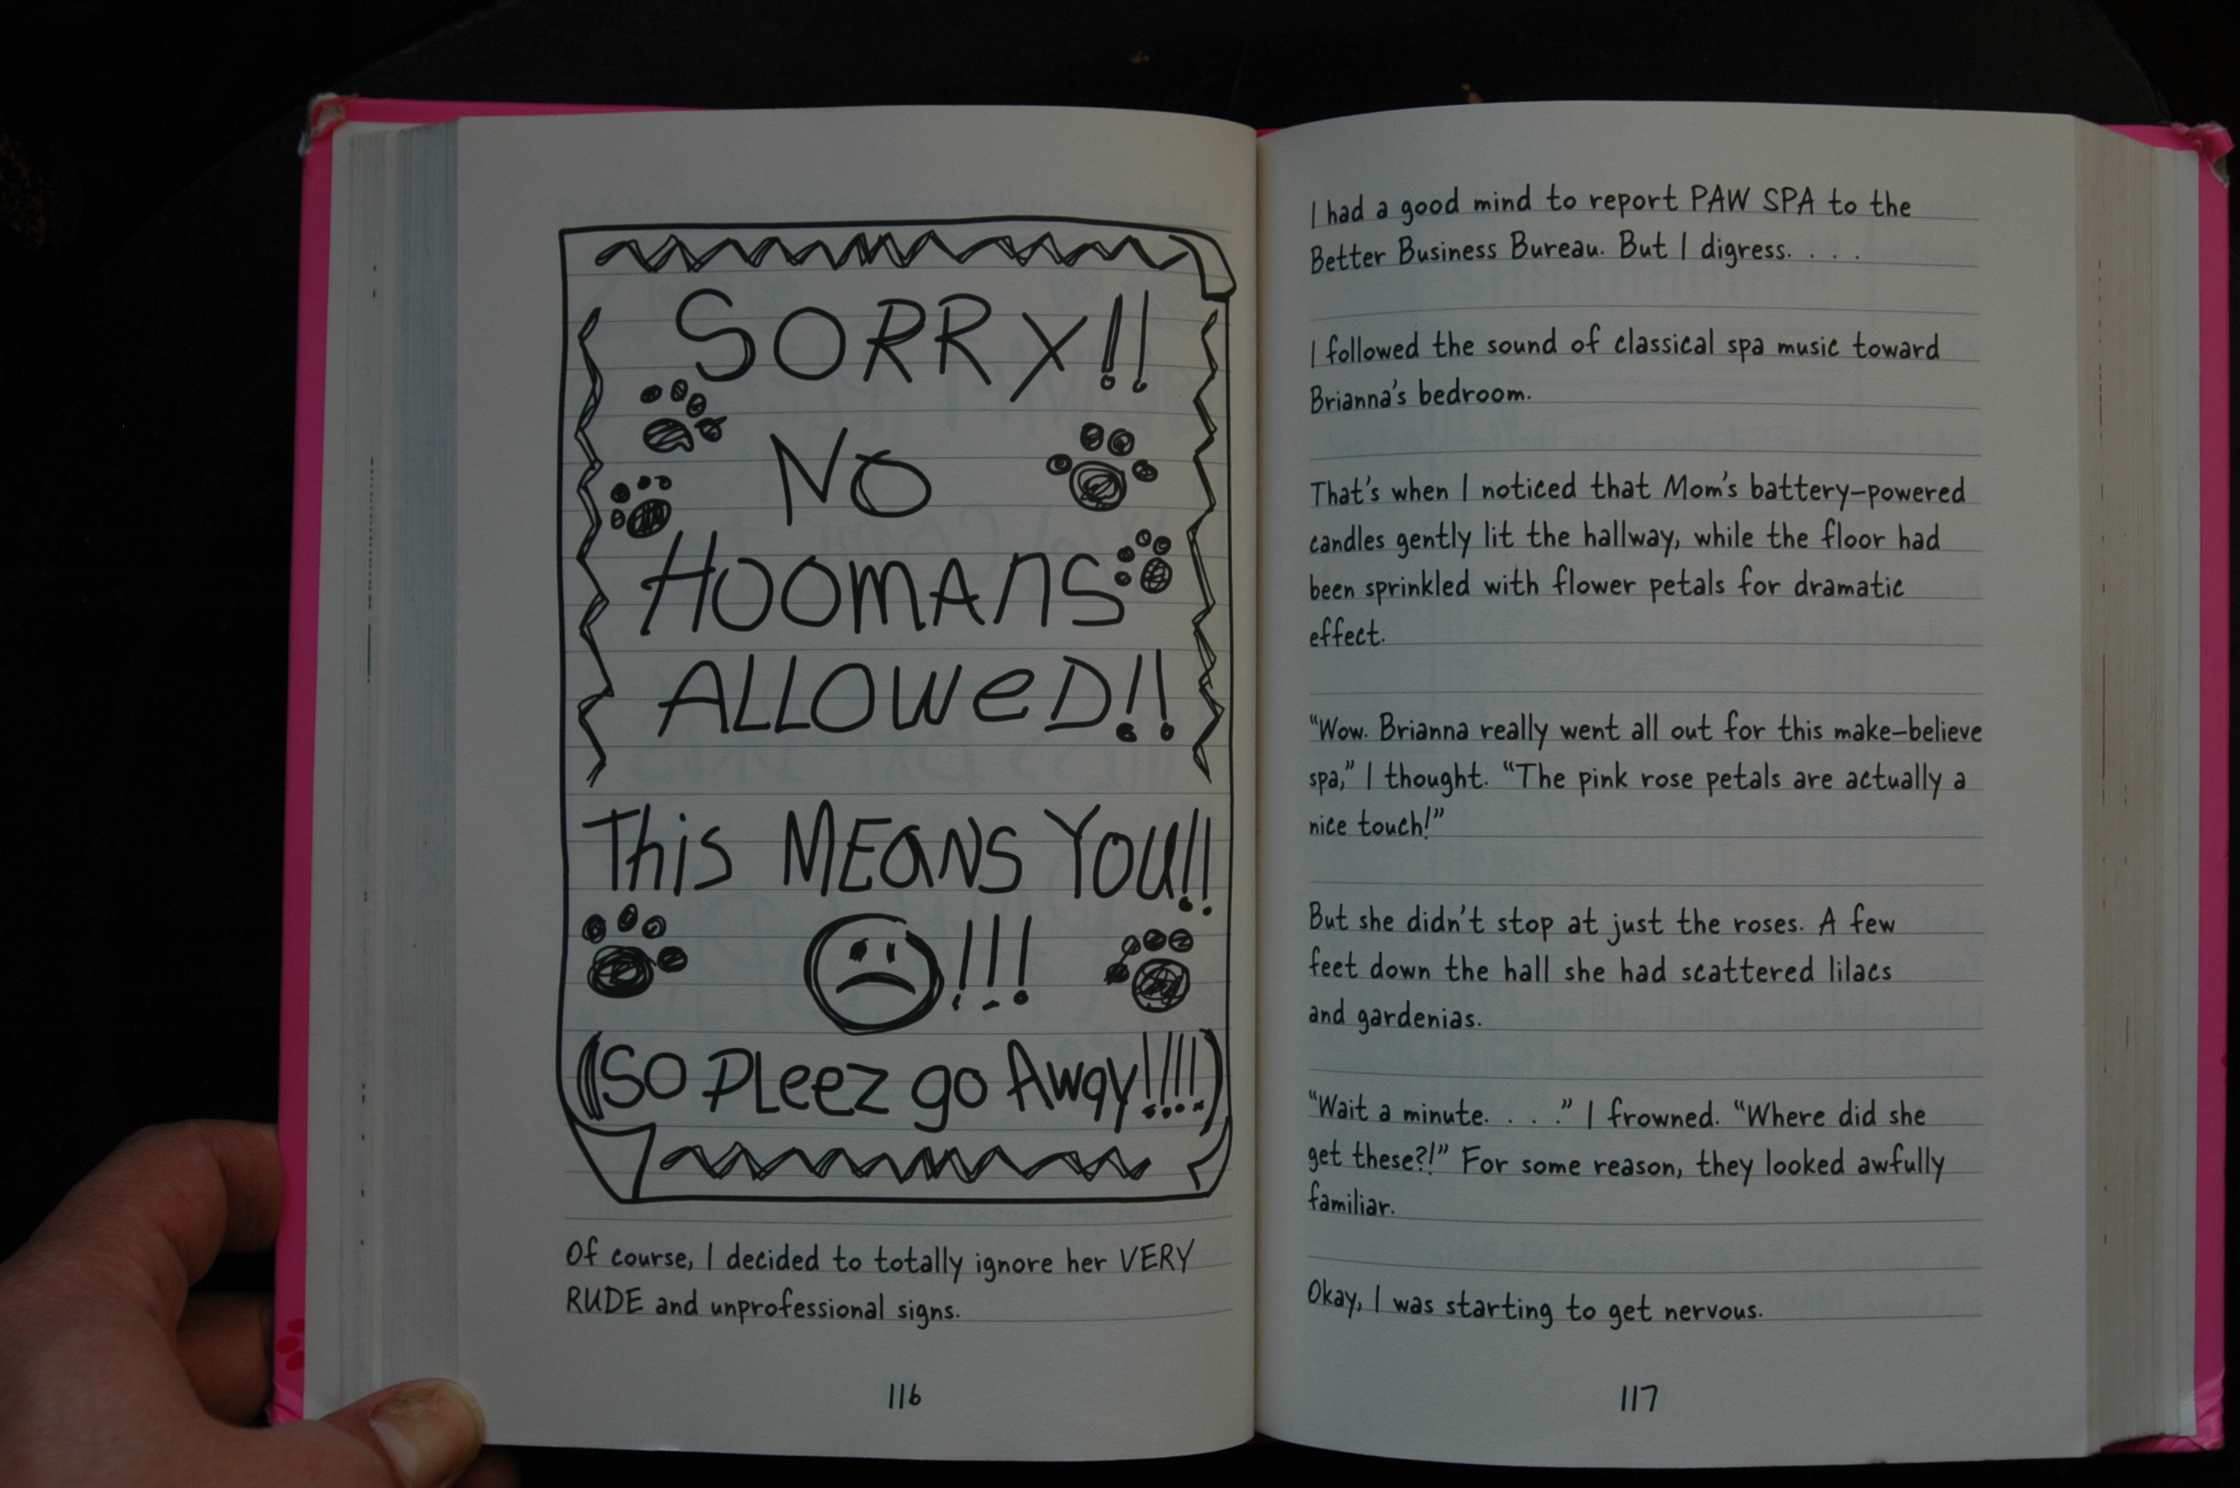 SORRY!!
NO
HOOMANS
ALLOWeD!!
This MEaNS YOU!!
!!!
(SO PLeez go Away!!!!)
Of course, I decided to totally ignore her VERY
RUDE and unprofessional signs.
116
I had a good mind to report PAW SPA to the
Better Business Bureau. But I digress. . . .
I followed the sound of classical spa music toward
Brianna's bedroom.
That's when I noticed that Mom's battery-powered
candles gently lit the hallway, while the floor had
been sprinkled with flower petals for dramatic
effect.
“Wow. Brianna really went all out for this make-believe
spa,” I thought. “The pink rose petals are actually a
nice touch!”
But she didn't stop at just the roses. A few
feet down the hall she had scattered lilacs
and gardenias.
“Wait a minute. . . .” I frowned. “Where did she
get these?!” For some reason, they looked awfully
familiar.
Okay, I was starting to get nervous.
117